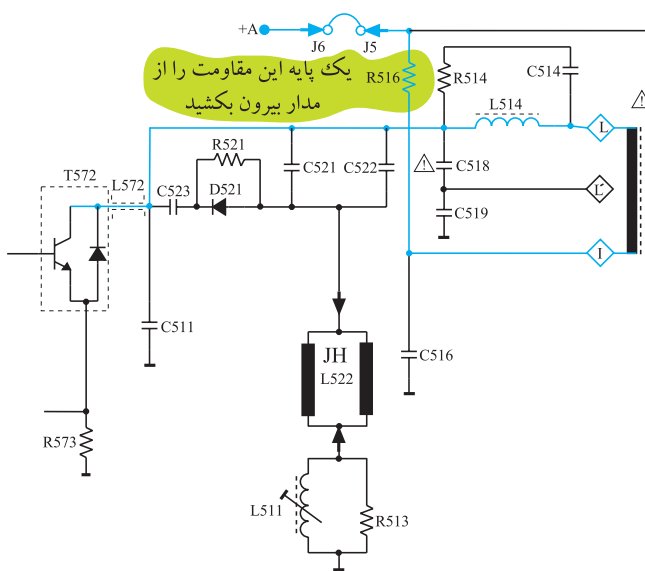 +A
J6
J5
یک پایه این مقاومت را از
مدار بیرون بکشید
R516
R514
C514
L514
L
R521
C521
C522
C518
Ĺ
T572
L572
C523
D521
C519
I
C511
JH
L522
C516
R573
L511
R513